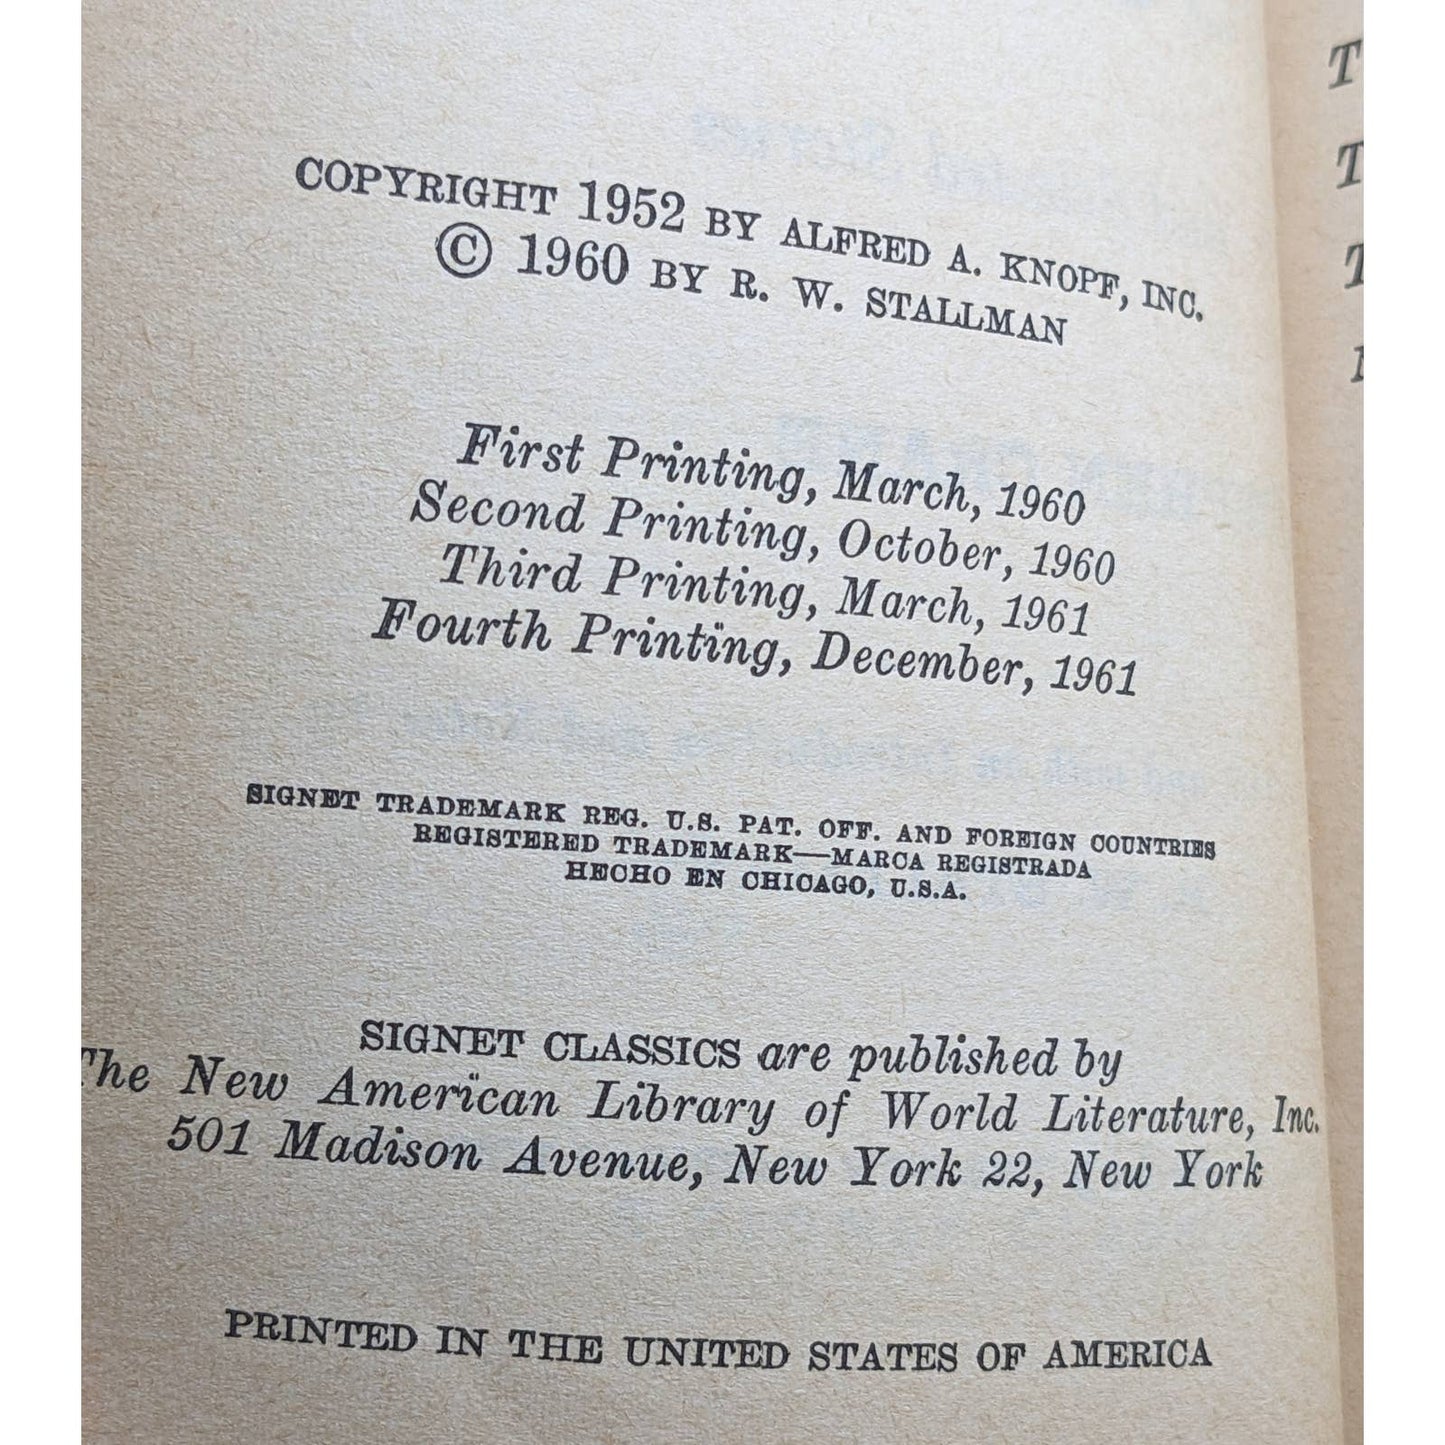 COPYRIGHT 1952 BY ALFRED A. KNOPF, INC.
© 1960 BY R. W. STALLMAN
First Printing, March, 1960
Second Printing, October, 1960
Third Printing, March, 1961
Fourth Printing, December, 1961
SIGNET TRADEMARK REG. U.S. PAT. OFF. AND FOREIGN COUNTRIES
REGISTERED TRADEMARK—MARCA REGISTRADA
HECHO EN CHICAGO, U.S.A.
SIGNET CLASSICS are published by
The New American Library of World Literature, Inc.
501 Madison Avenue, New York 22, New York
PRINTED IN THE UNITED STATES OF AMERICA